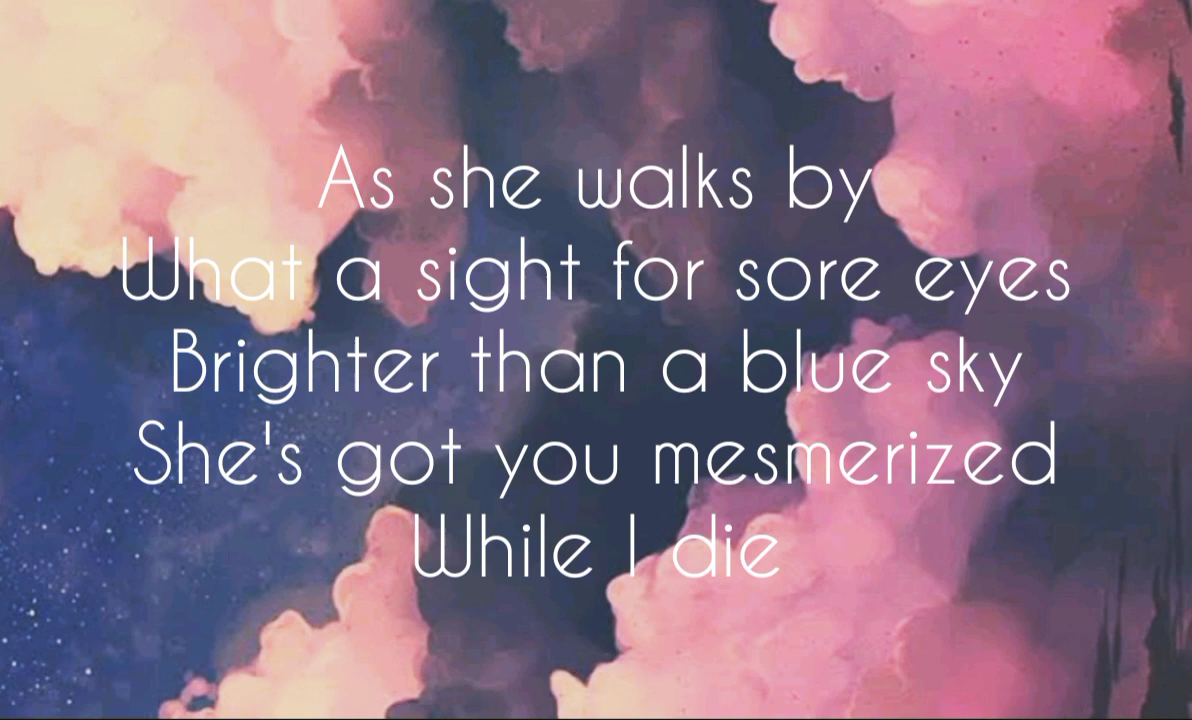 As she walks by
What a sight for sore eyes
Brighter than a blue sky
She's got you mesmerized
While I die